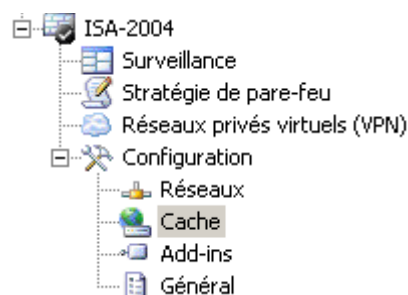 ISA-2004
Surveillance
Stratégie de pare-feu
Réseaux privés virtuels (VPN)
Configuration
Réseaux
Cache
Add-ins
Général